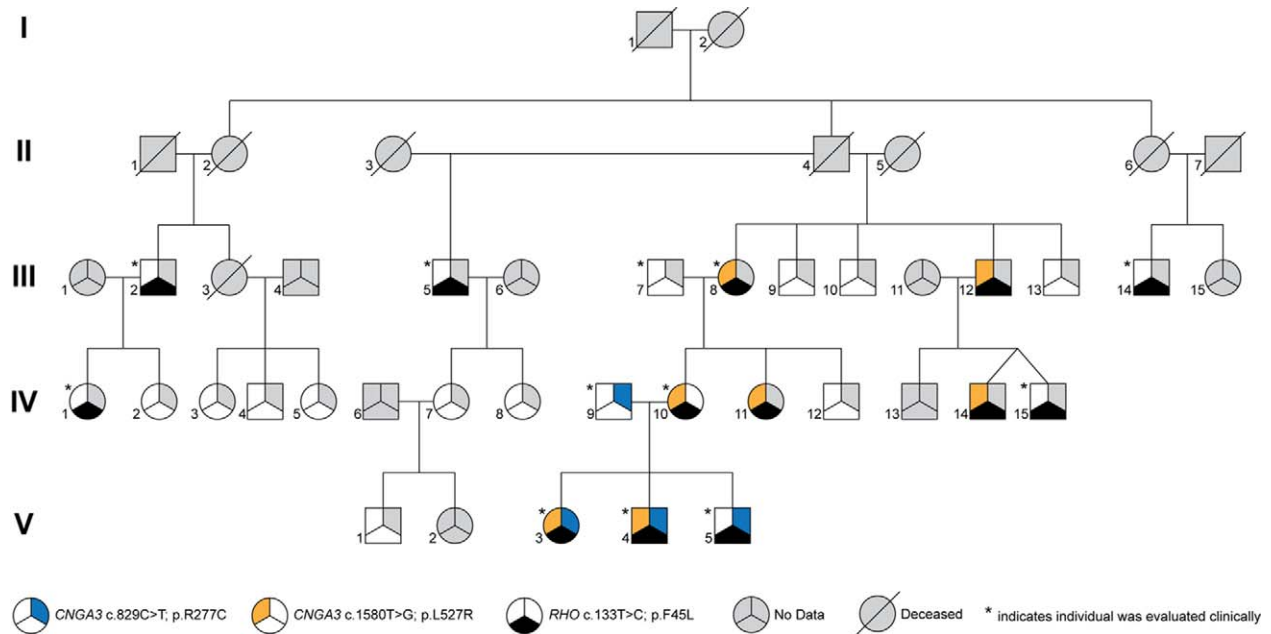 I
1 2
II
1 2 3 4 5 6 7
III
1 * 2 3 4 * 5 6 * 7 * 8 9 10 11 12 13 * 14 15
IV
* 1 2 3 4 5 6 7 8 * 9 * 10 11 12 13 14 * 15
V
1 2 * 3 * 4 * 5
CNGA3 c.829C>T; p.R277C CNGA3 c.1580T>G; p.L527R RHO c.133T>C; p.F45L No Data Deceased * indicates individual was evaluated clinically